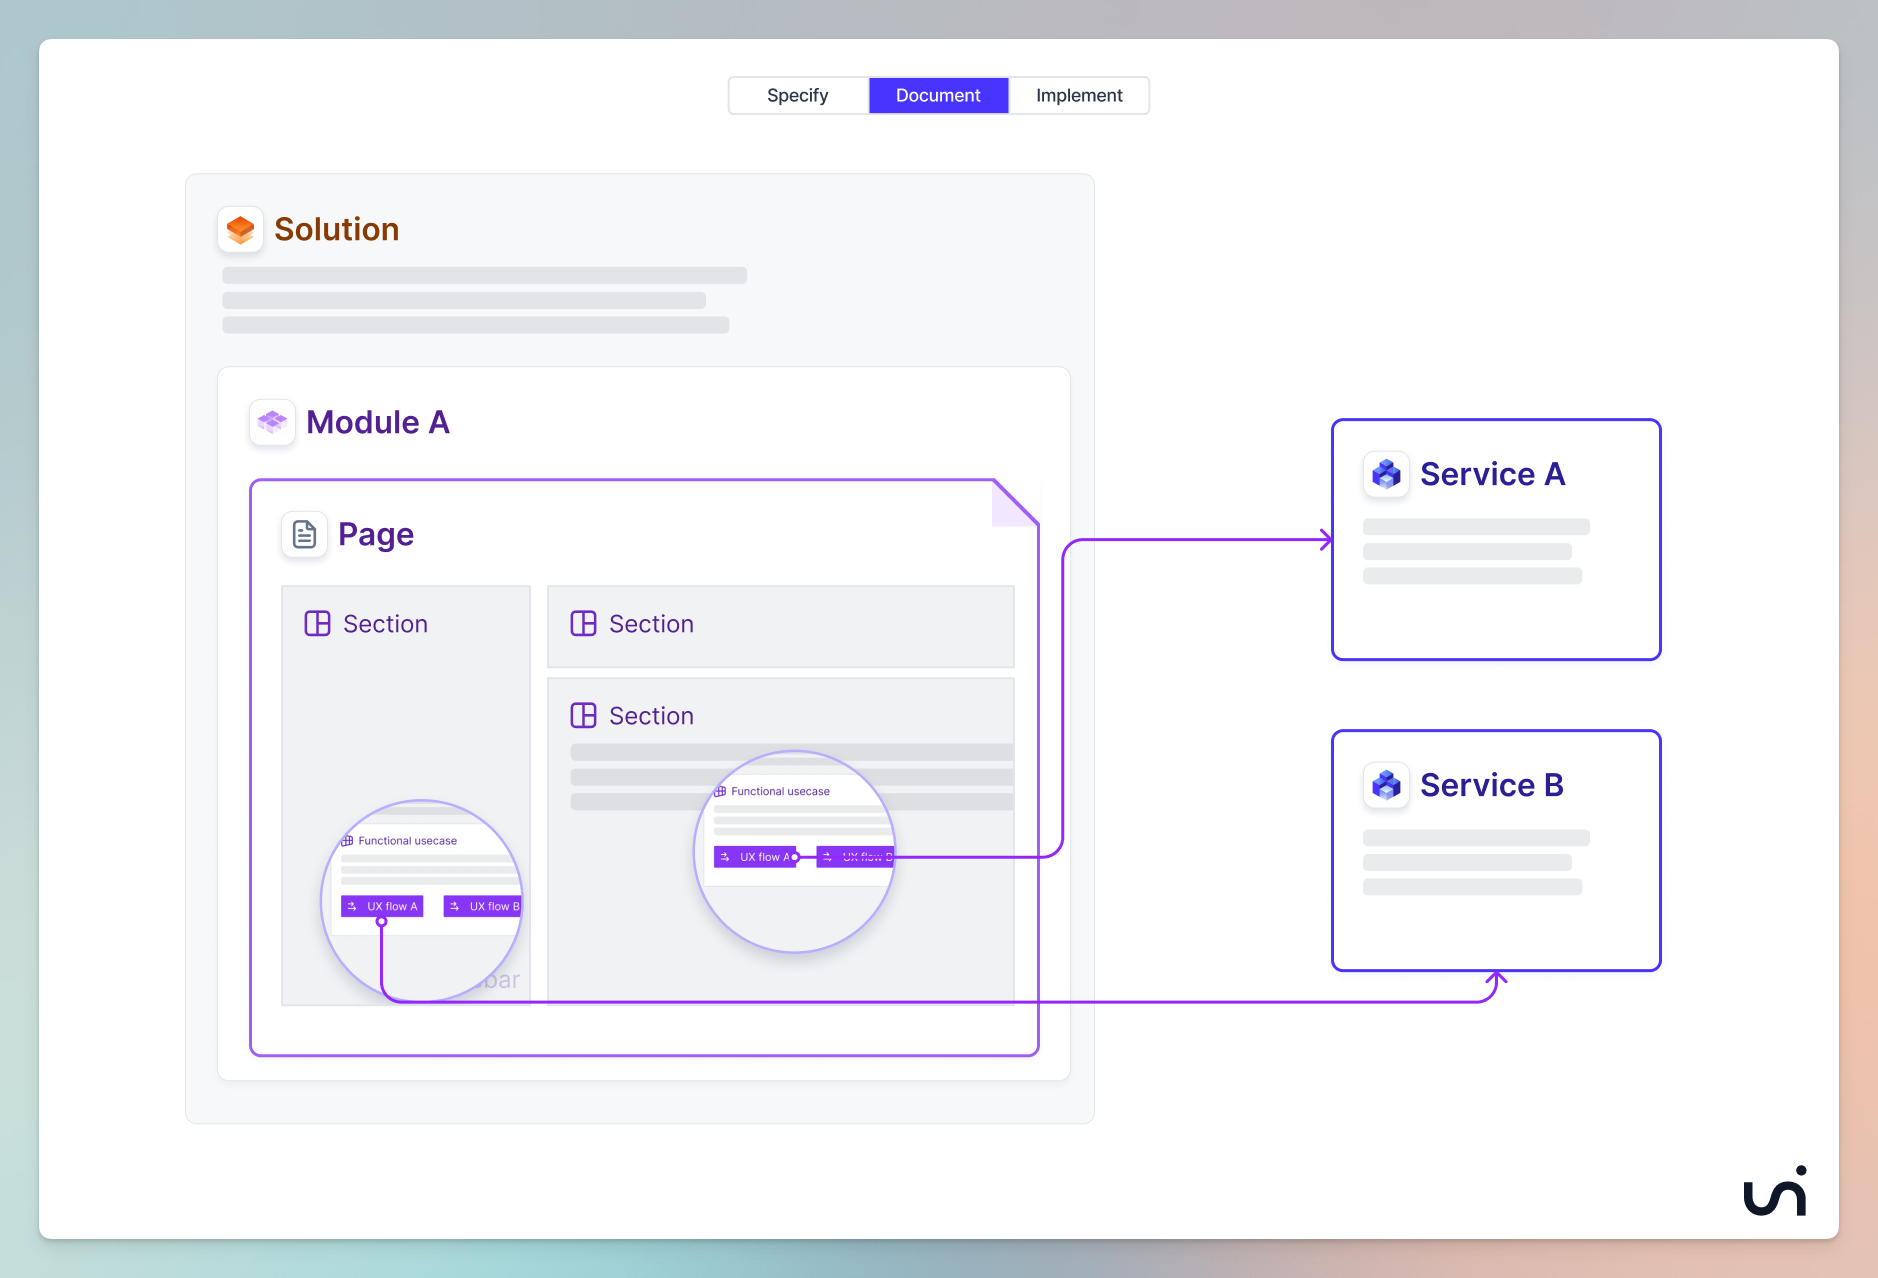 Specify
Document
Implement
Solution
Module A
Page
Section
Section
Section
Functional usecase
UX flow A
UX flow B
Functional usecase
UX flow A
UX flow B
bar
Service A
Service B